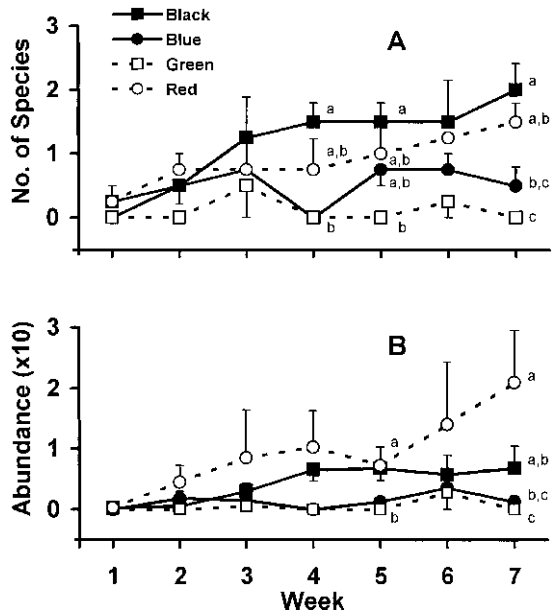 Black
Blue
Green
Red
A
No. of Species
3
2
1
0
a
a
a
a,b
a,b
a,b
a,b
b,c
b
b
c
B
Abundance (x10)
3
2
1
0
a
a
a,b
b,c
b
c
1 2 3 4 5 6 7
Week